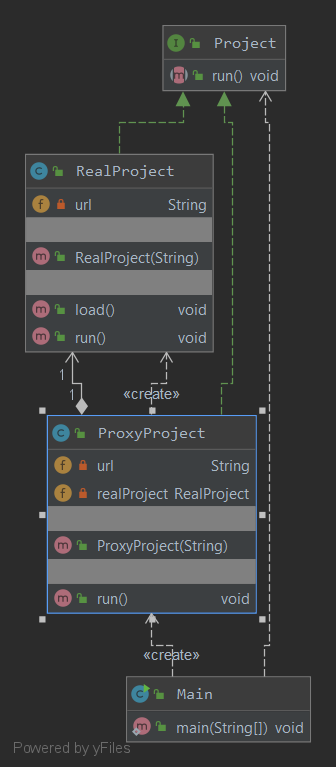 Project
run() void
RealProject
url String
RealProject(String)
load() void
run() void
1
1
«create»
ProxyProject
url String
realProject RealProject
ProxyProject(String)
run() void
«create»
Main
main(String[]) void
Powered by yFiles